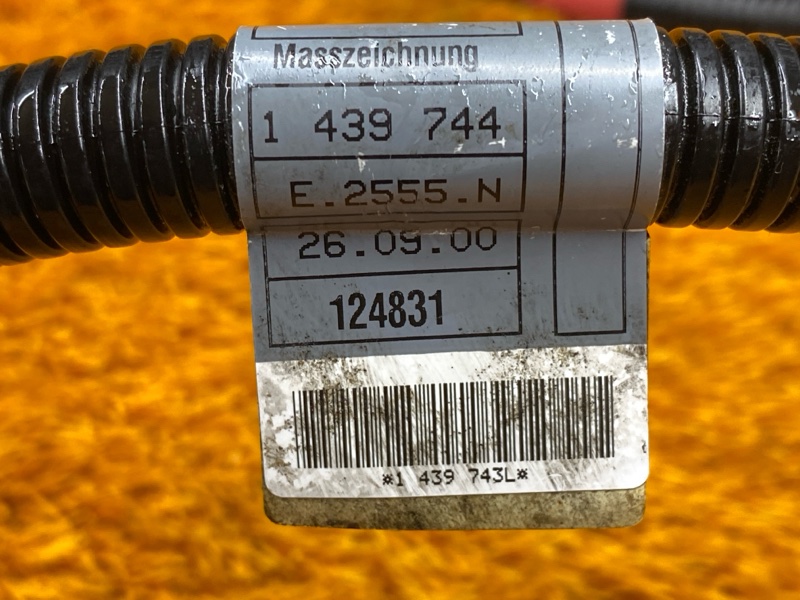 Masszeichnung
1 439 744
E.2555.N
26.09.00
124831
*1 439 743L*